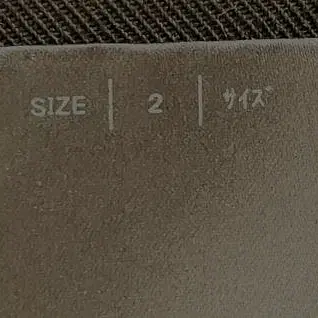 SIZE | 2 | ｻｲｽﾞ